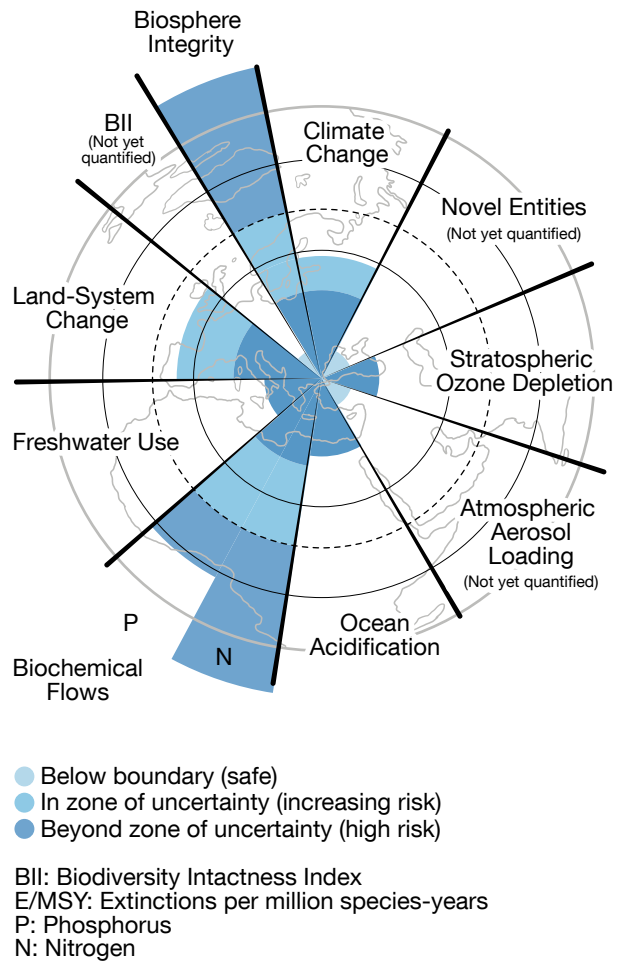 Biosphere
Integrity
BII
(Not yet
quantified)
Climate
Change
Novel Entities
(Not yet quantified)
Land-System
Change
Stratospheric
Ozone Depletion
Freshwater Use
Atmospheric
Aerosol
Loading
(Not yet quantified)
P
Ocean
Acidification
N
Biochemical
Flows
Below boundary (safe)
In zone of uncertainty (increasing risk)
Beyond zone of uncertainty (high risk)
BII: Biodiversity Intactness Index
E/MSY: Extinctions per million species-years
P: Phosphorus
N: Nitrogen